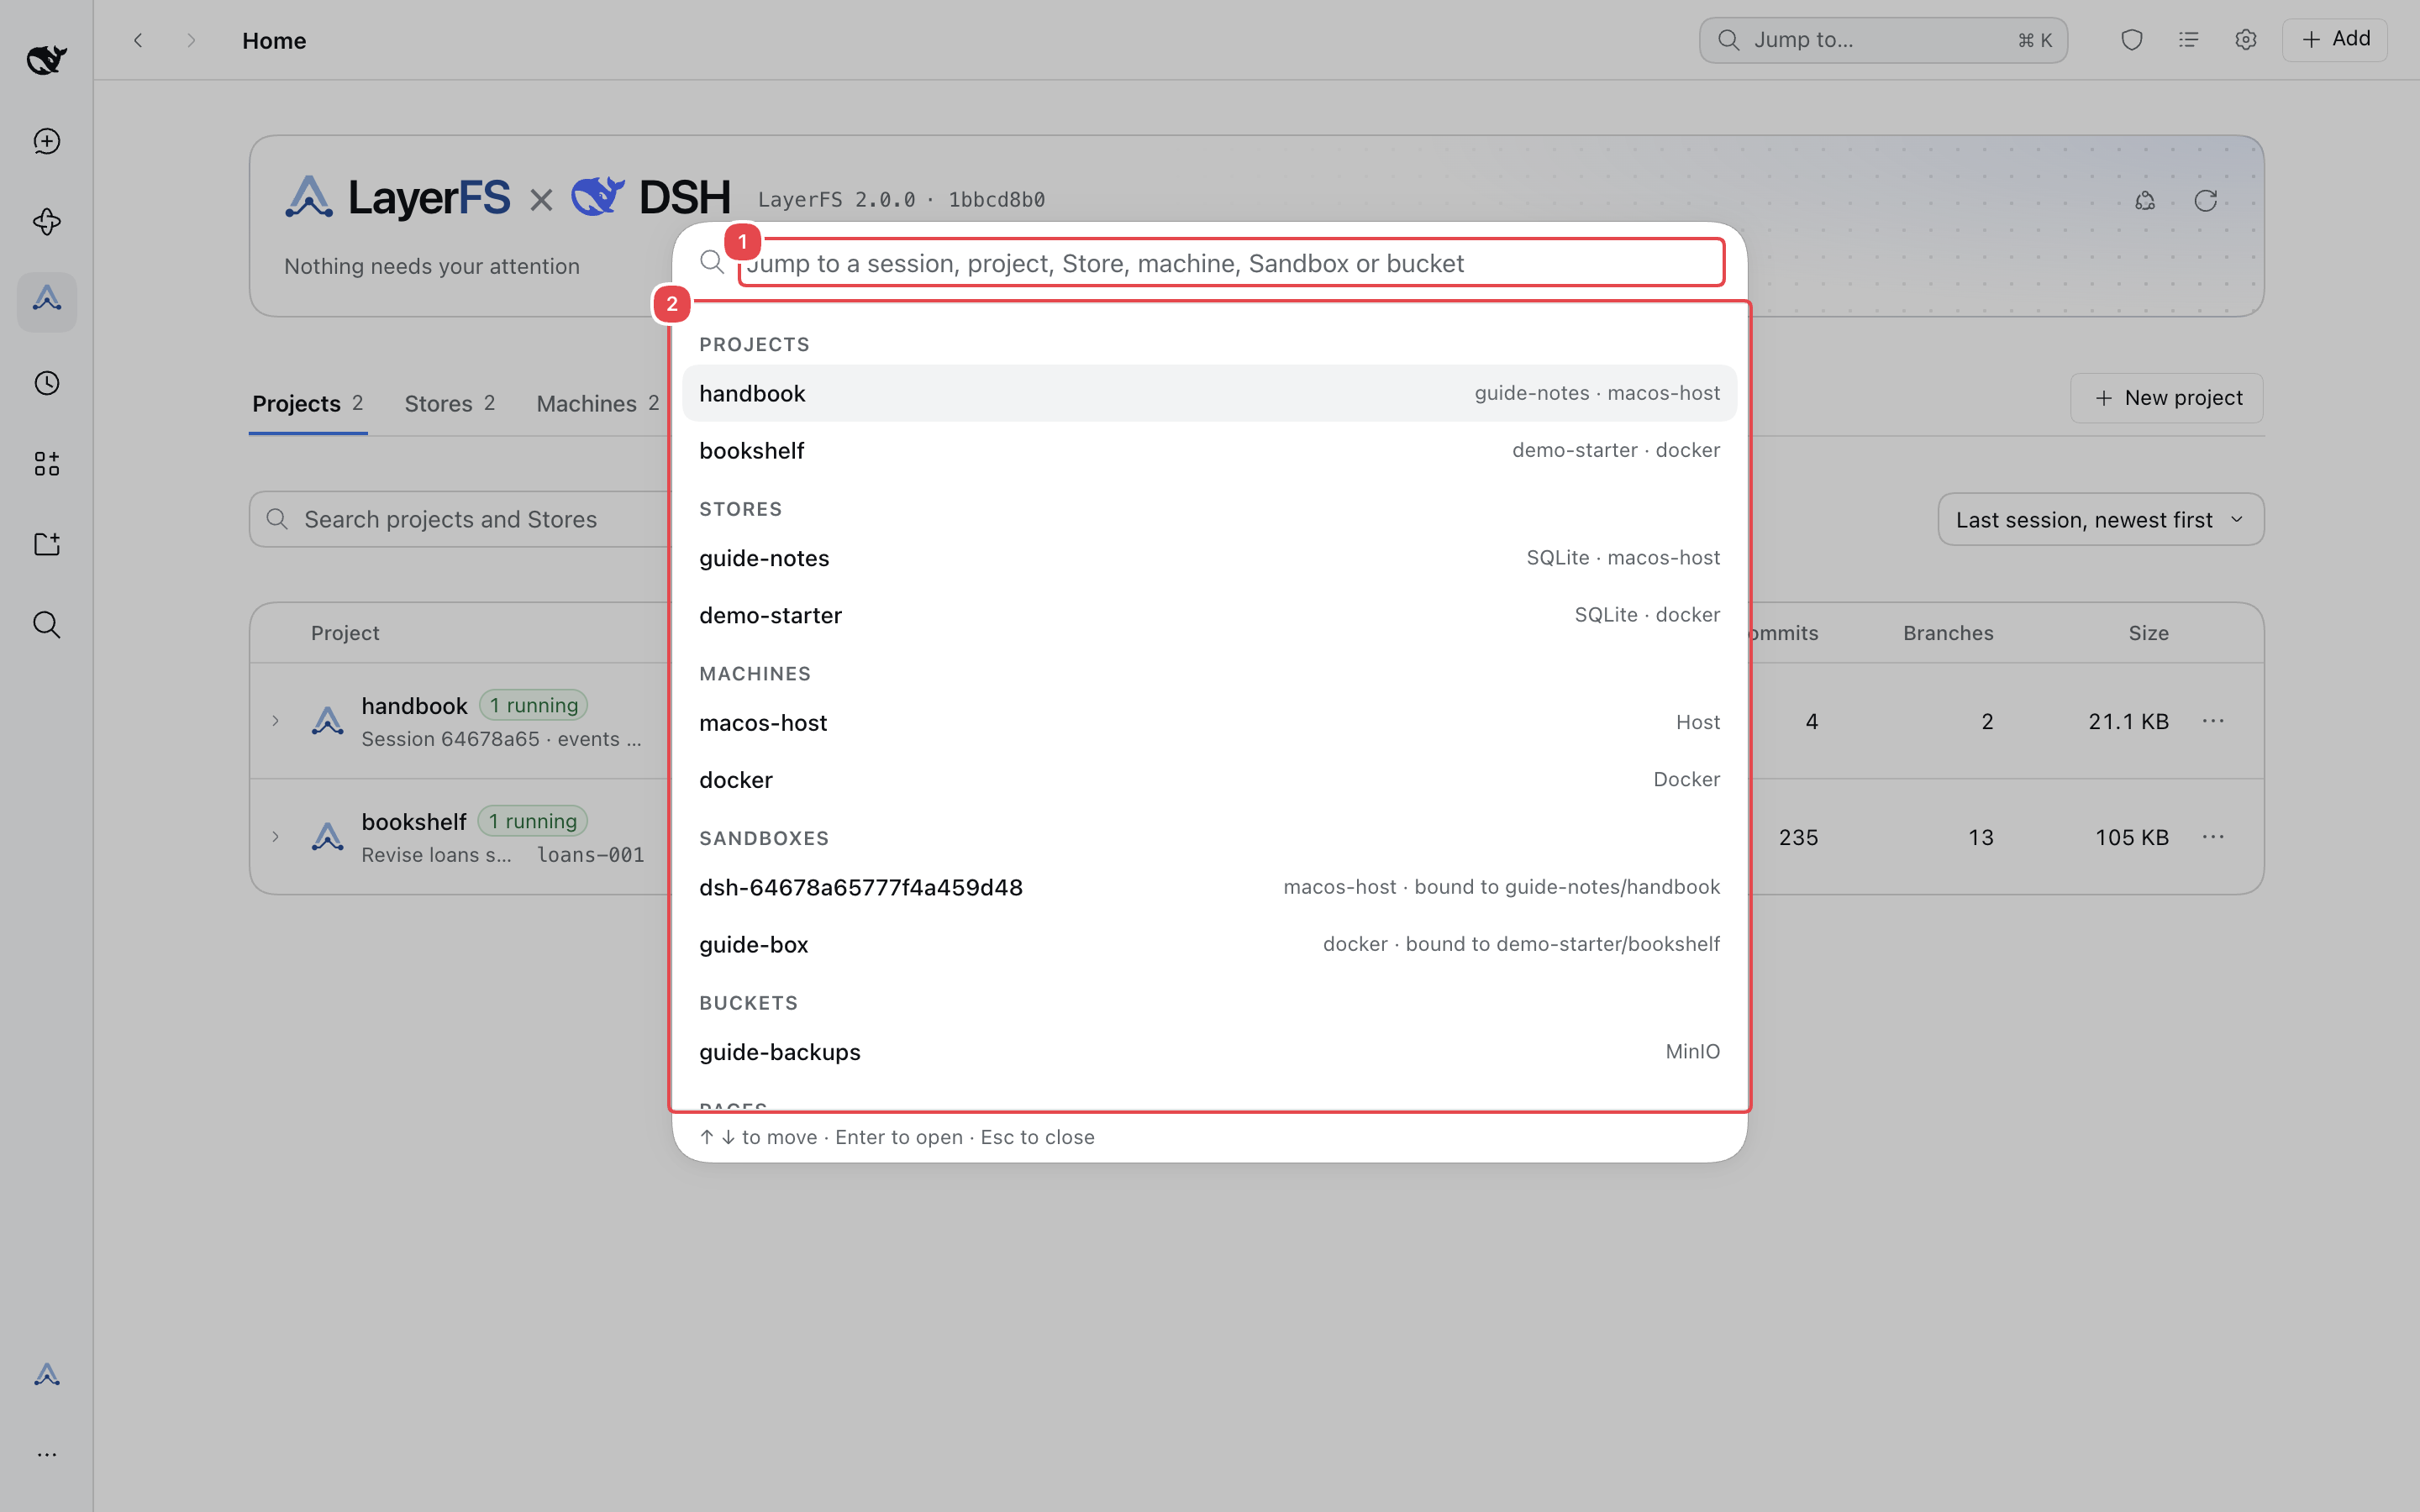 Home
Jump to...
⌘ K
Add
LayerFS × DSH LayerFS 2.0.0 · 1bbcd8b0
Nothing needs your attention
1
Jump to a session, project, Store, machine, Sandbox or bucket
2
PROJECTS
handbook guide-notes · macos-host
bookshelf demo-starter · docker
STORES
guide-notes SQLite · macos-host
demo-starter SQLite · docker
MACHINES
macos-host Host
docker Docker
SANDBOXES
dsh-64678a65777f4a459d48 macos-host · bound to guide-notes/handbook
guide-box docker · bound to demo-starter/bookshelf
BUCKETS
guide-backups MinIO
PAGES
↑ ↓ to move · Enter to open · Esc to close
Projects 2 Stores 2 Machines 2
New project
Search projects and Stores
Last session, newest first
Project ommits Branches Size
handbook 1 running
Session 64678a65 · events ...
4 2 21.1 KB
bookshelf 1 running
Revise loans s... loans-001
235 13 105 KB